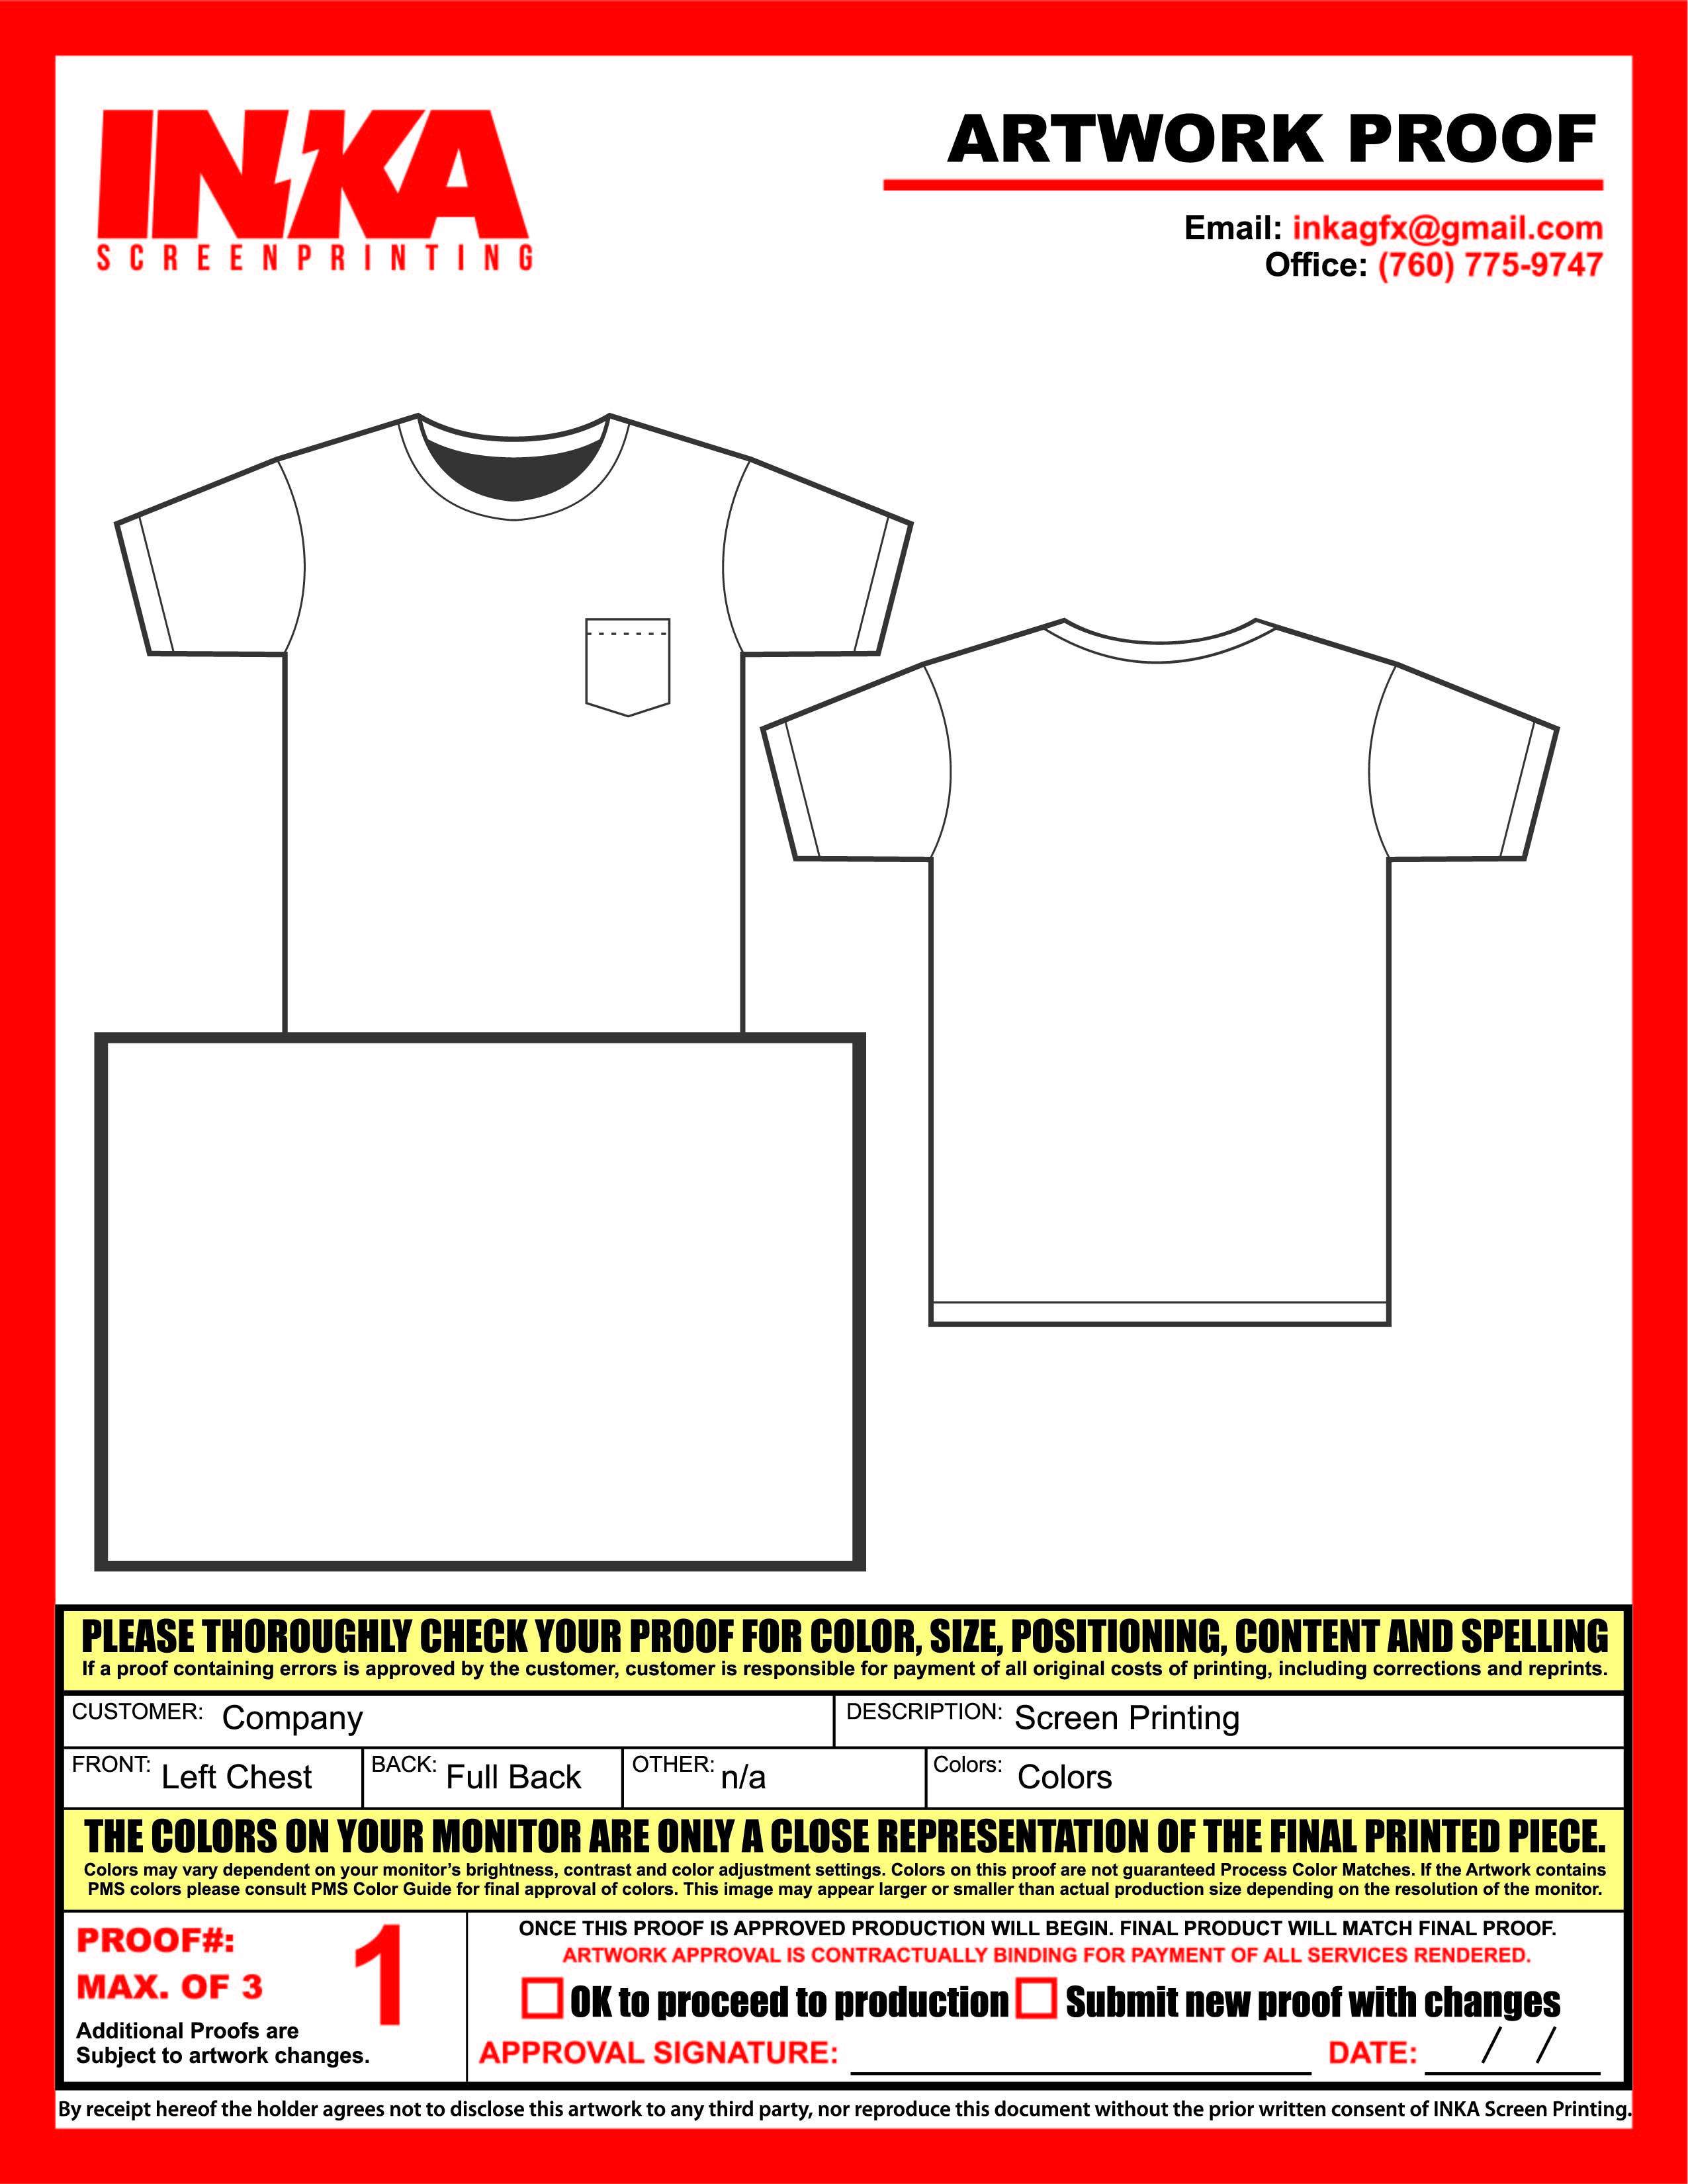 INKA
SCREENPRINTING
ARTWORK PROOF
Email: inkagfx@gmail.com
Office: (760) 775-9747
PLEASE THOROUGHLY CHECK YOUR PROOF FOR COLOR, SIZE, POSITIONING, CONTENT AND SPELLING
If a proof containing errors is approved by the customer, customer is responsible for payment of all original costs of printing, including corrections and reprints.
CUSTOMER: Company
DESCRIPTION: Screen Printing
FRONT: Left Chest
BACK: Full Back
OTHER: n/a
Colors: Colors
THE COLORS ON YOUR MONITOR ARE ONLY A CLOSE REPRESENTATION OF THE FINAL PRINTED PIECE.
Colors may vary dependent on your monitor's brightness, contrast and color adjustment settings. Colors on this proof are not guaranteed Process Color Matches. If the Artwork contains
PMS colors please consult PMS Color Guide for final approval of colors. This image may appear larger or smaller than actual production size depending on the resolution of the monitor.
PROOF#: 1
MAX. OF 3
Additional Proofs are
Subject to artwork changes.
ONCE THIS PROOF IS APPROVED PRODUCTION WILL BEGIN. FINAL PRODUCT WILL MATCH FINAL PROOF.
ARTWORK APPROVAL IS CONTRACTUALLY BINDING FOR PAYMENT OF ALL SERVICES RENDERED.
OK to proceed to production Submit new proof with changes
APPROVAL SIGNATURE: DATE: / /
By receipt hereof the holder agrees not to disclose this artwork to any third party, nor reproduce this document without the prior written consent of INKA Screen Printing.